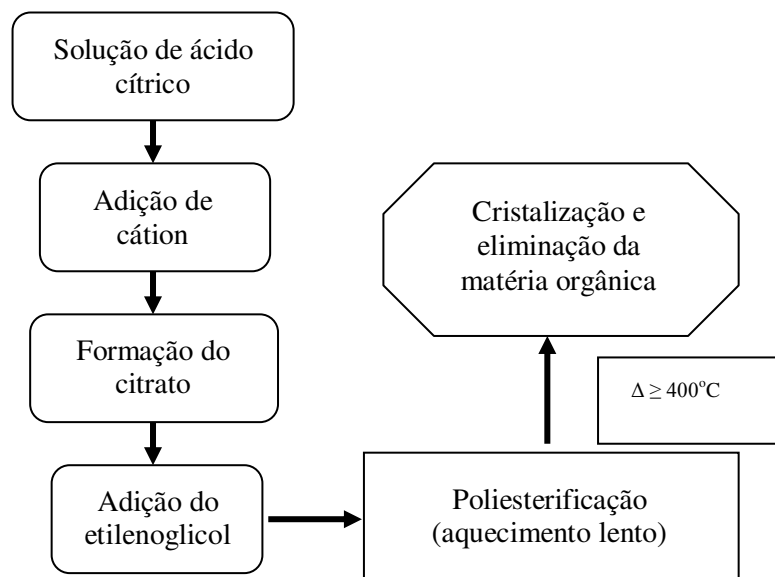 Solução de ácido
cítrico
Adição de
cátion
Formação do
citrato
Adição do
etilenoglicol
Poliesterificação
(aquecimento lento)
Δ ≥ 400°C
Cristalização e
eliminação da
matéria orgânica